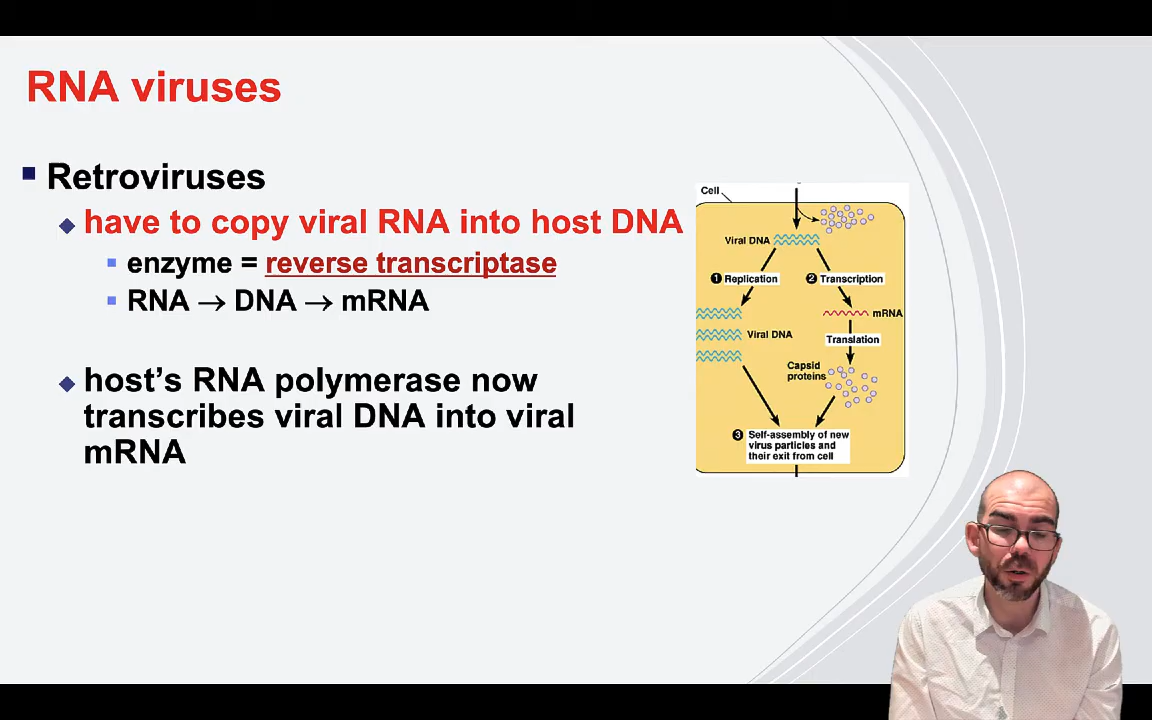 RNA viruses
Retroviruses
have to copy viral RNA into host DNA
enzyme = reverse transcriptase
RNA → DNA → mRNA
host’s RNA polymerase now
transcribes viral DNA into viral
mRNA
Cell
Viral DNA
1 Replication
2 Transcription
mRNA
Viral DNA
Translation
Capsid
proteins
3 Self-assembly of new
virus particles and
their exit from cell